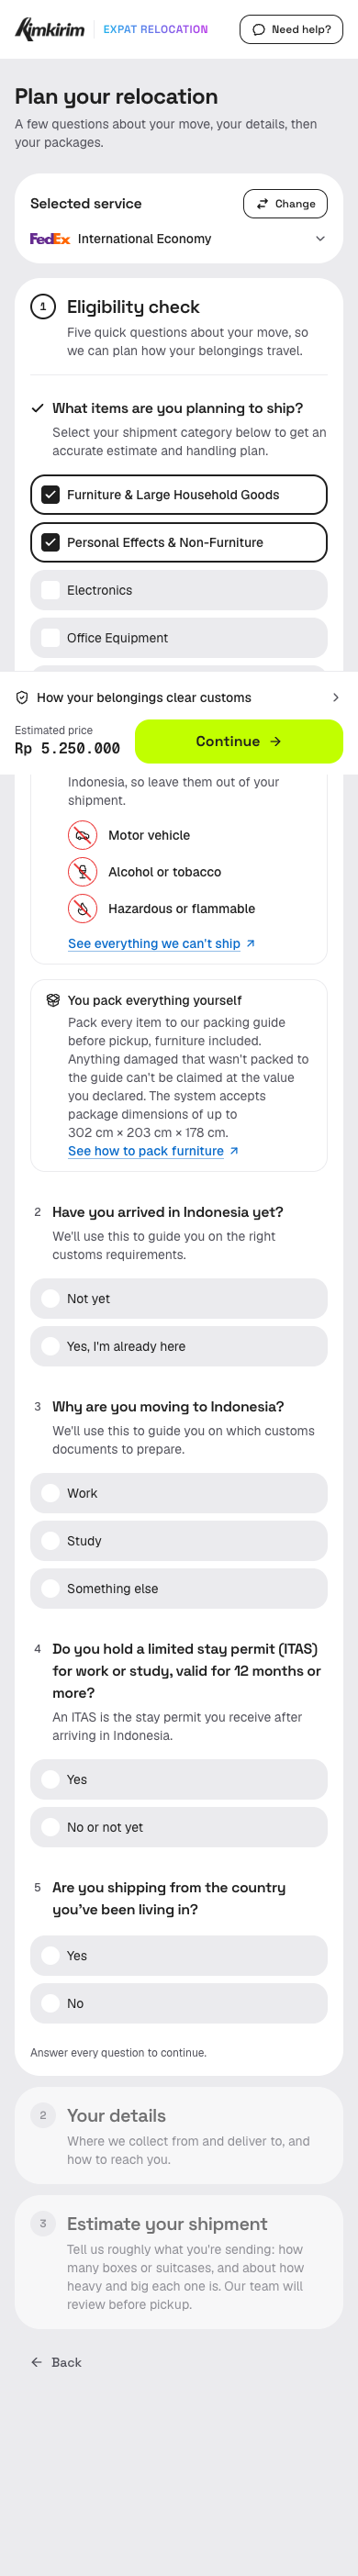 Kimkirim
EXPAT RELOCATION
Need help?
Plan your relocation
A few questions about your move, your details, then
your packages.
Selected service
Change
FedEx International Economy
1 Eligibility check
Five quick questions about your move, so
we can plan how your belongings travel.
What items are you planning to ship?
Select your shipment category below to get an
accurate estimate and handling plan.
Furniture & Large Household Goods
Personal Effects & Non-Furniture
Electronics
Office Equipment
How your belongings clear customs
Estimated price
Rp 5.250.000
Continue
Indonesia, so leave them out of your
shipment.
Motor vehicle
Alcohol or tobacco
Hazardous or flammable
See everything we can't ship
You pack everything yourself
Pack every item to our packing guide
before pickup, furniture included.
Anything damaged that wasn't packed to
the guide can't be claimed at the value
you declared. The system accepts
package dimensions of up to
302 cm × 203 cm × 178 cm.
See how to pack furniture
2 Have you arrived in Indonesia yet?
We'll use this to guide you on the right
customs requirements.
Not yet
Yes, I'm already here
3 Why are you moving to Indonesia?
We'll use this to guide you on which customs
documents to prepare.
Work
Study
Something else
4 Do you hold a limited stay permit (ITAS)
for work or study, valid for 12 months or
more?
An ITAS is the stay permit you receive after
arriving in Indonesia.
Yes
No or not yet
5 Are you shipping from the country
you've been living in?
Yes
No
Answer every question to continue.
2 Your details
Where we collect from and deliver to, and
how to reach you.
3 Estimate your shipment
Tell us roughly what you're sending: how
many boxes or suitcases, and about how
heavy and big each one is. Our team will
review before pickup.
Back